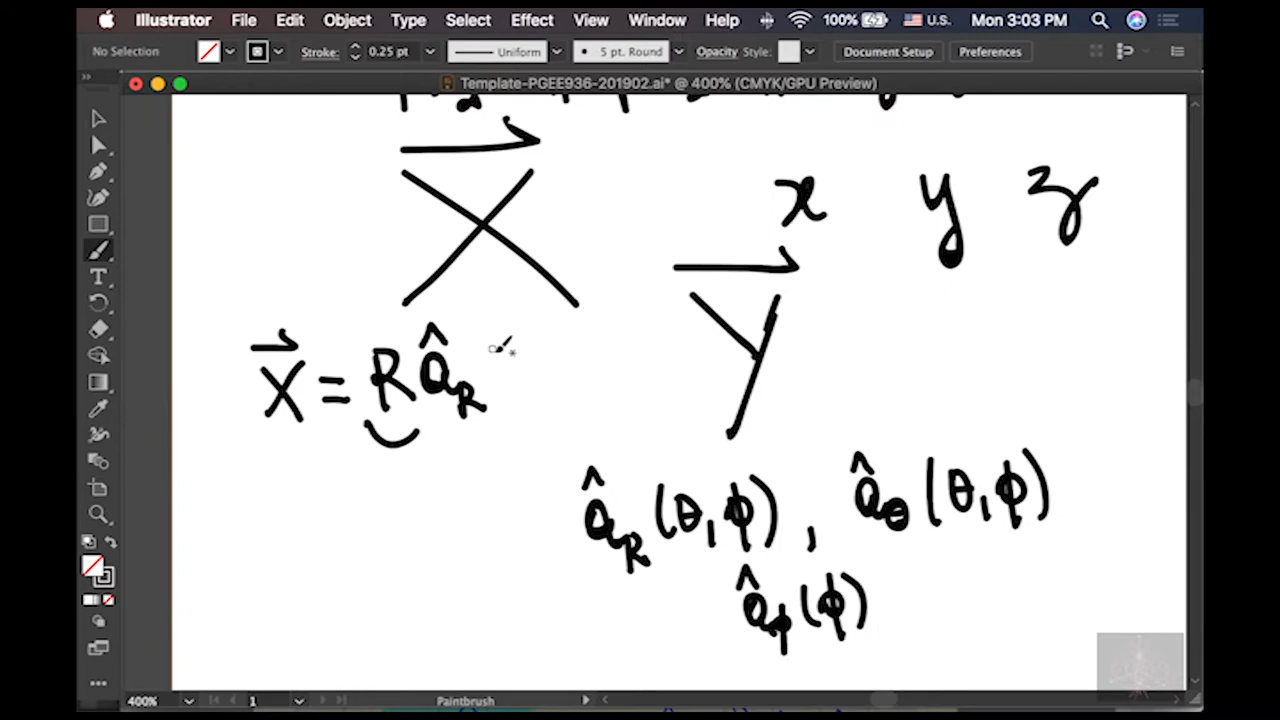 Illustrator File Edit Object Type Select Effect View Window Help 100% U.S. Mon 3:03 PM
No Selection Stroke: 0.25 pt Uniform 5 pt. Round Opacity Style: Document Setup Preferences
Template-PGEE936-201902.ai* @ 400% (CMYK/GPU Preview)
X⃗
x y z
Y⃗
X⃗ = R â_R
â_R (θ,ϕ) , â_θ (θ,ϕ)
â_ϕ (ϕ)
400% 1 Paintbrush